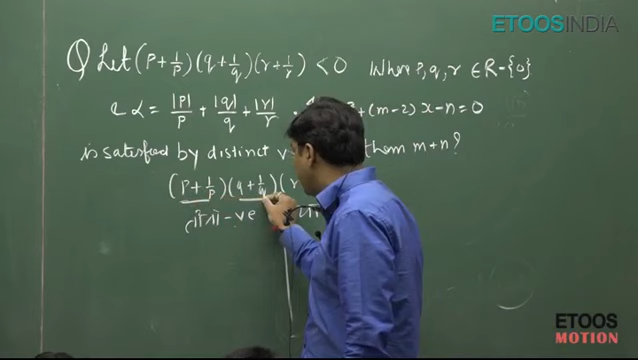 ETOOSINDIA
Q Let (P + 1/P) (q + 1/q) (r + 1/r) < 0 Where P, q, r ∈ R - {0}
α = |P|/P + |q|/q + |r|/r + (m-2) x - n = 0
is satisfied by distinct them m + n ?
(P + 1/P) (q + 1/q) (r
-ve
ETOOS
MOTION